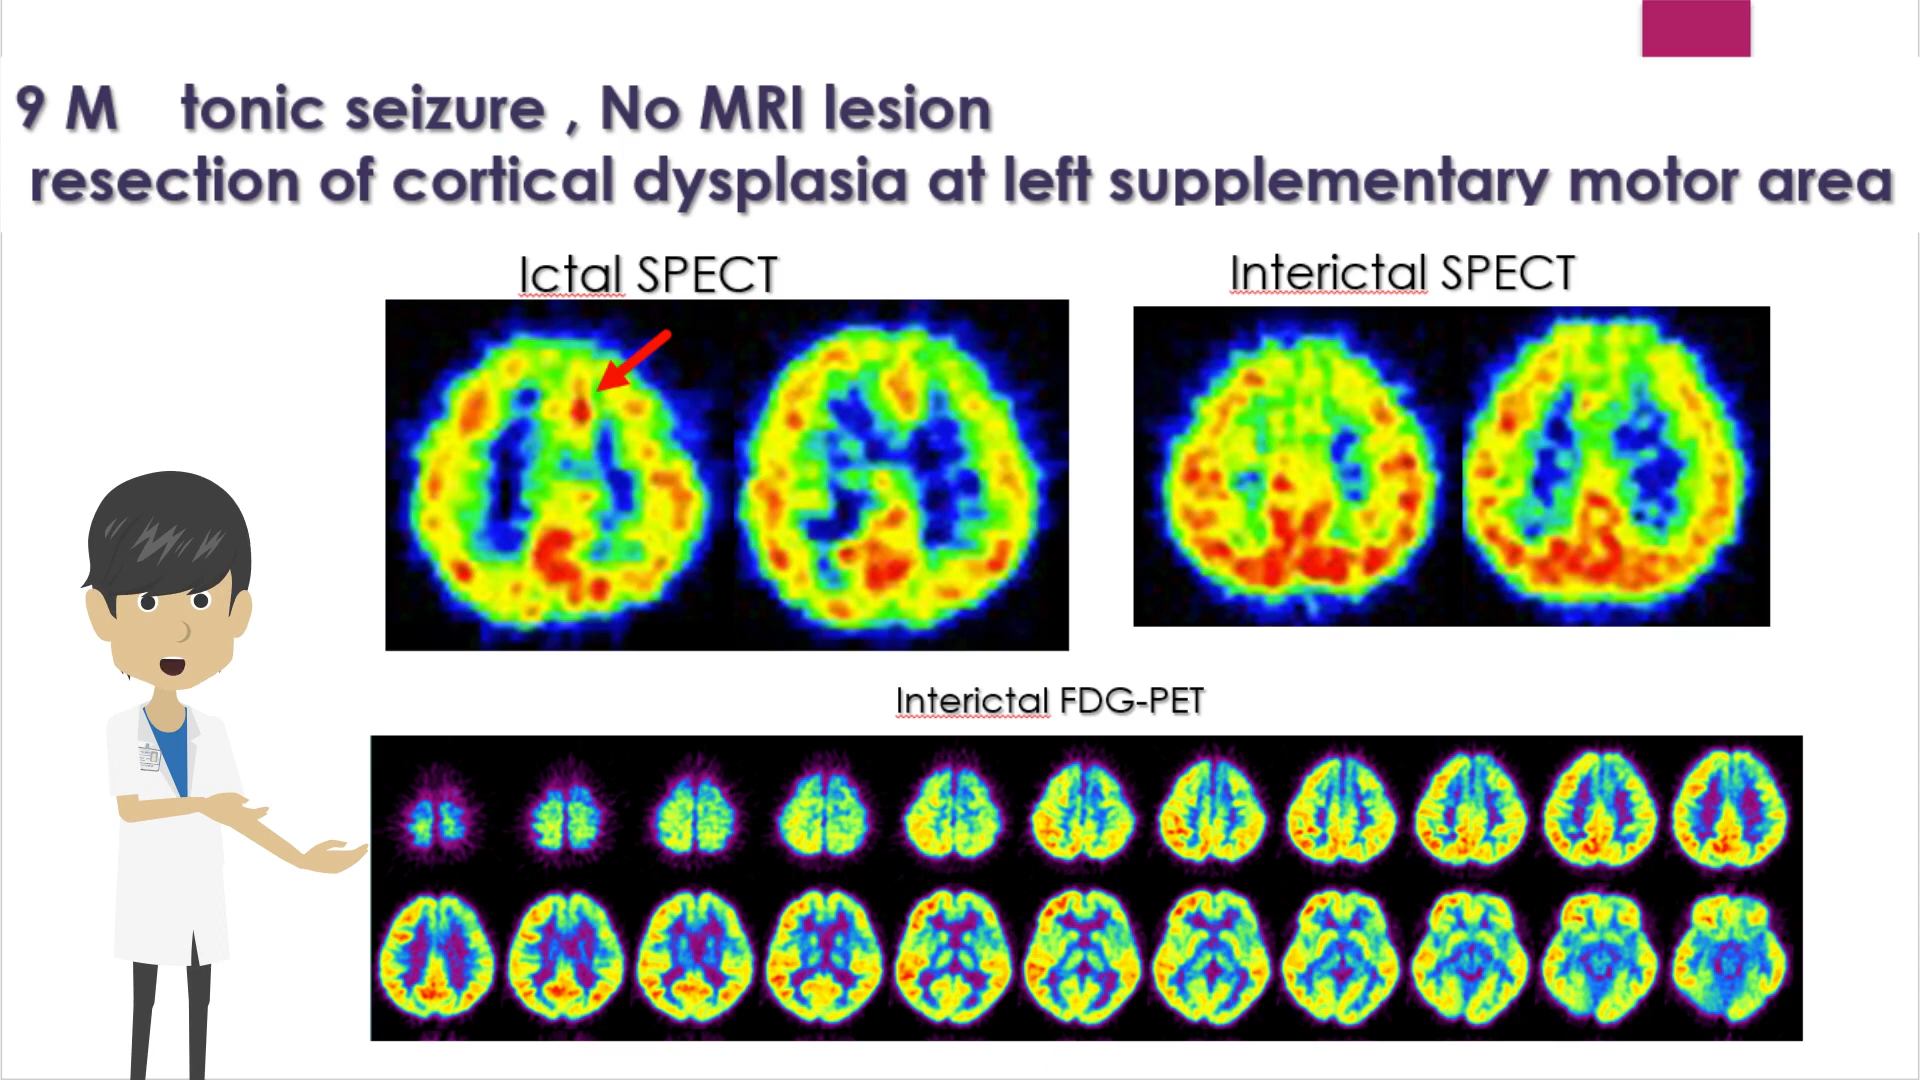 9 M tonic seizure , No MRI lesion
resection of cortical dysplasia at left supplementary motor area
Ictal SPECT
Interictal SPECT
Interictal FDG-PET